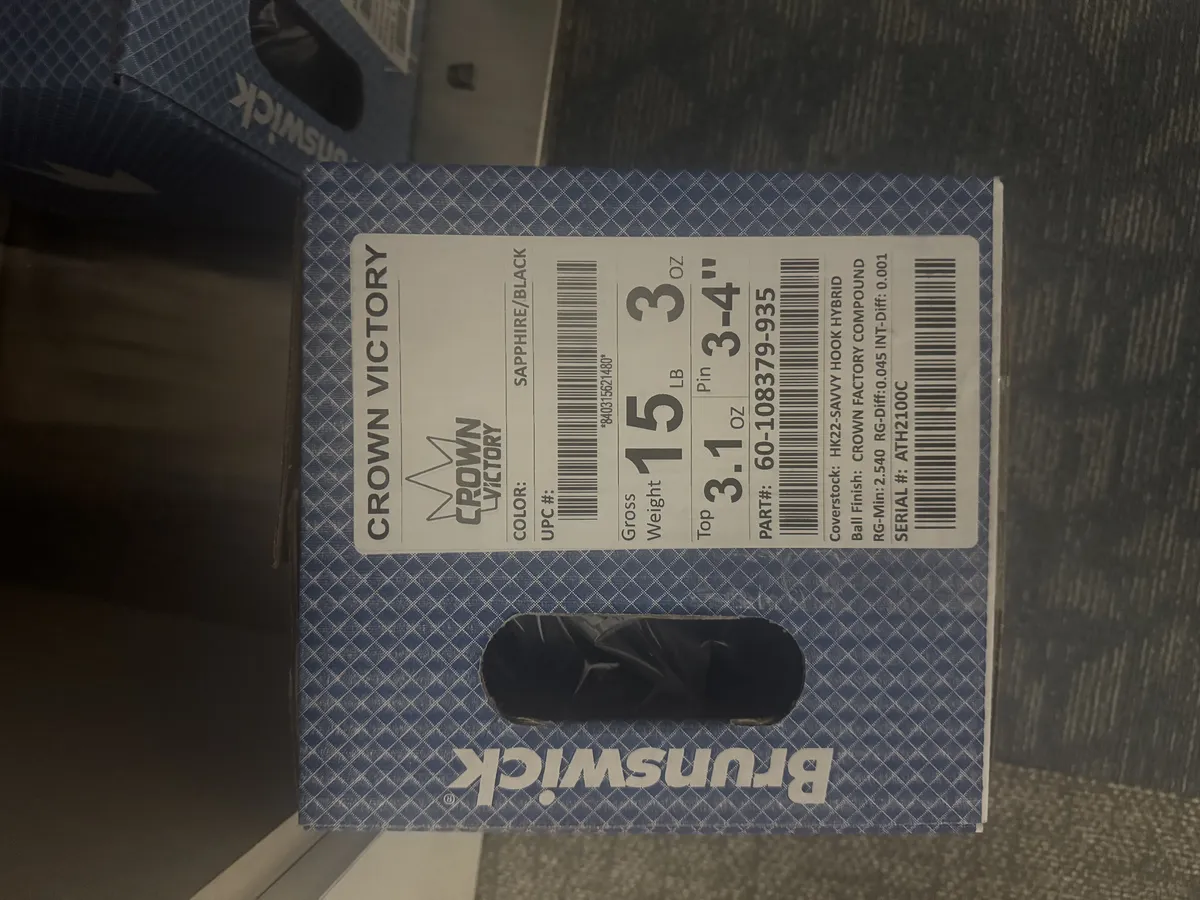 CROWN VICTORY
CROWN
VICTORY
COLOR: SAPPHIRE/BLACK
UPC #:
*840315621480*
Gross Weight 15 LB 3 OZ
Top 3.1 OZ Pin 3-4"
PART#: 60-108379-935
Coverstock: HK22-SAVVY HOOK HYBRID
Ball Finish: CROWN FACTORY COMPOUND
RG-Min: 2.540 RG-Diff: 0.045 INT-Diff: 0.001
SERIAL #: ATH2100C
Brunswick®
Brunswick